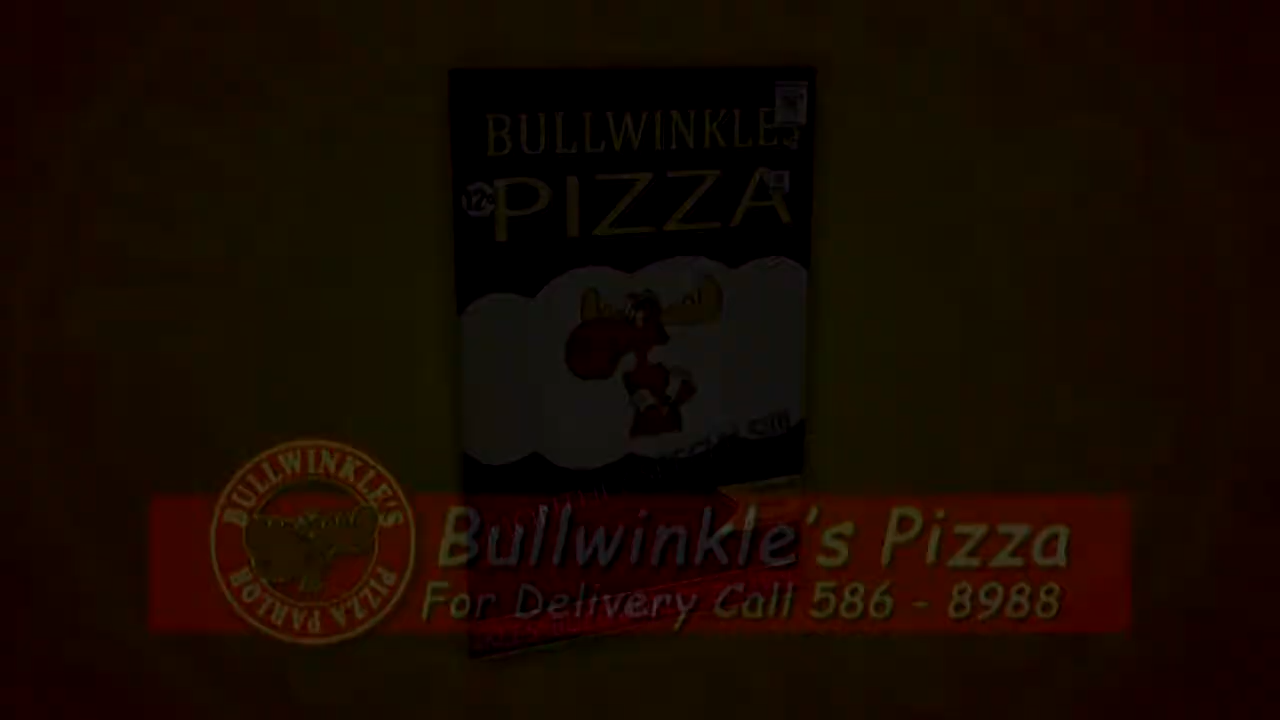 BULLWINKLE
PIZZA
BULLWINKLE'S
PIZZA PARLOR
Bullwinkle's Pizza
For Delivery Call 586 - 8988